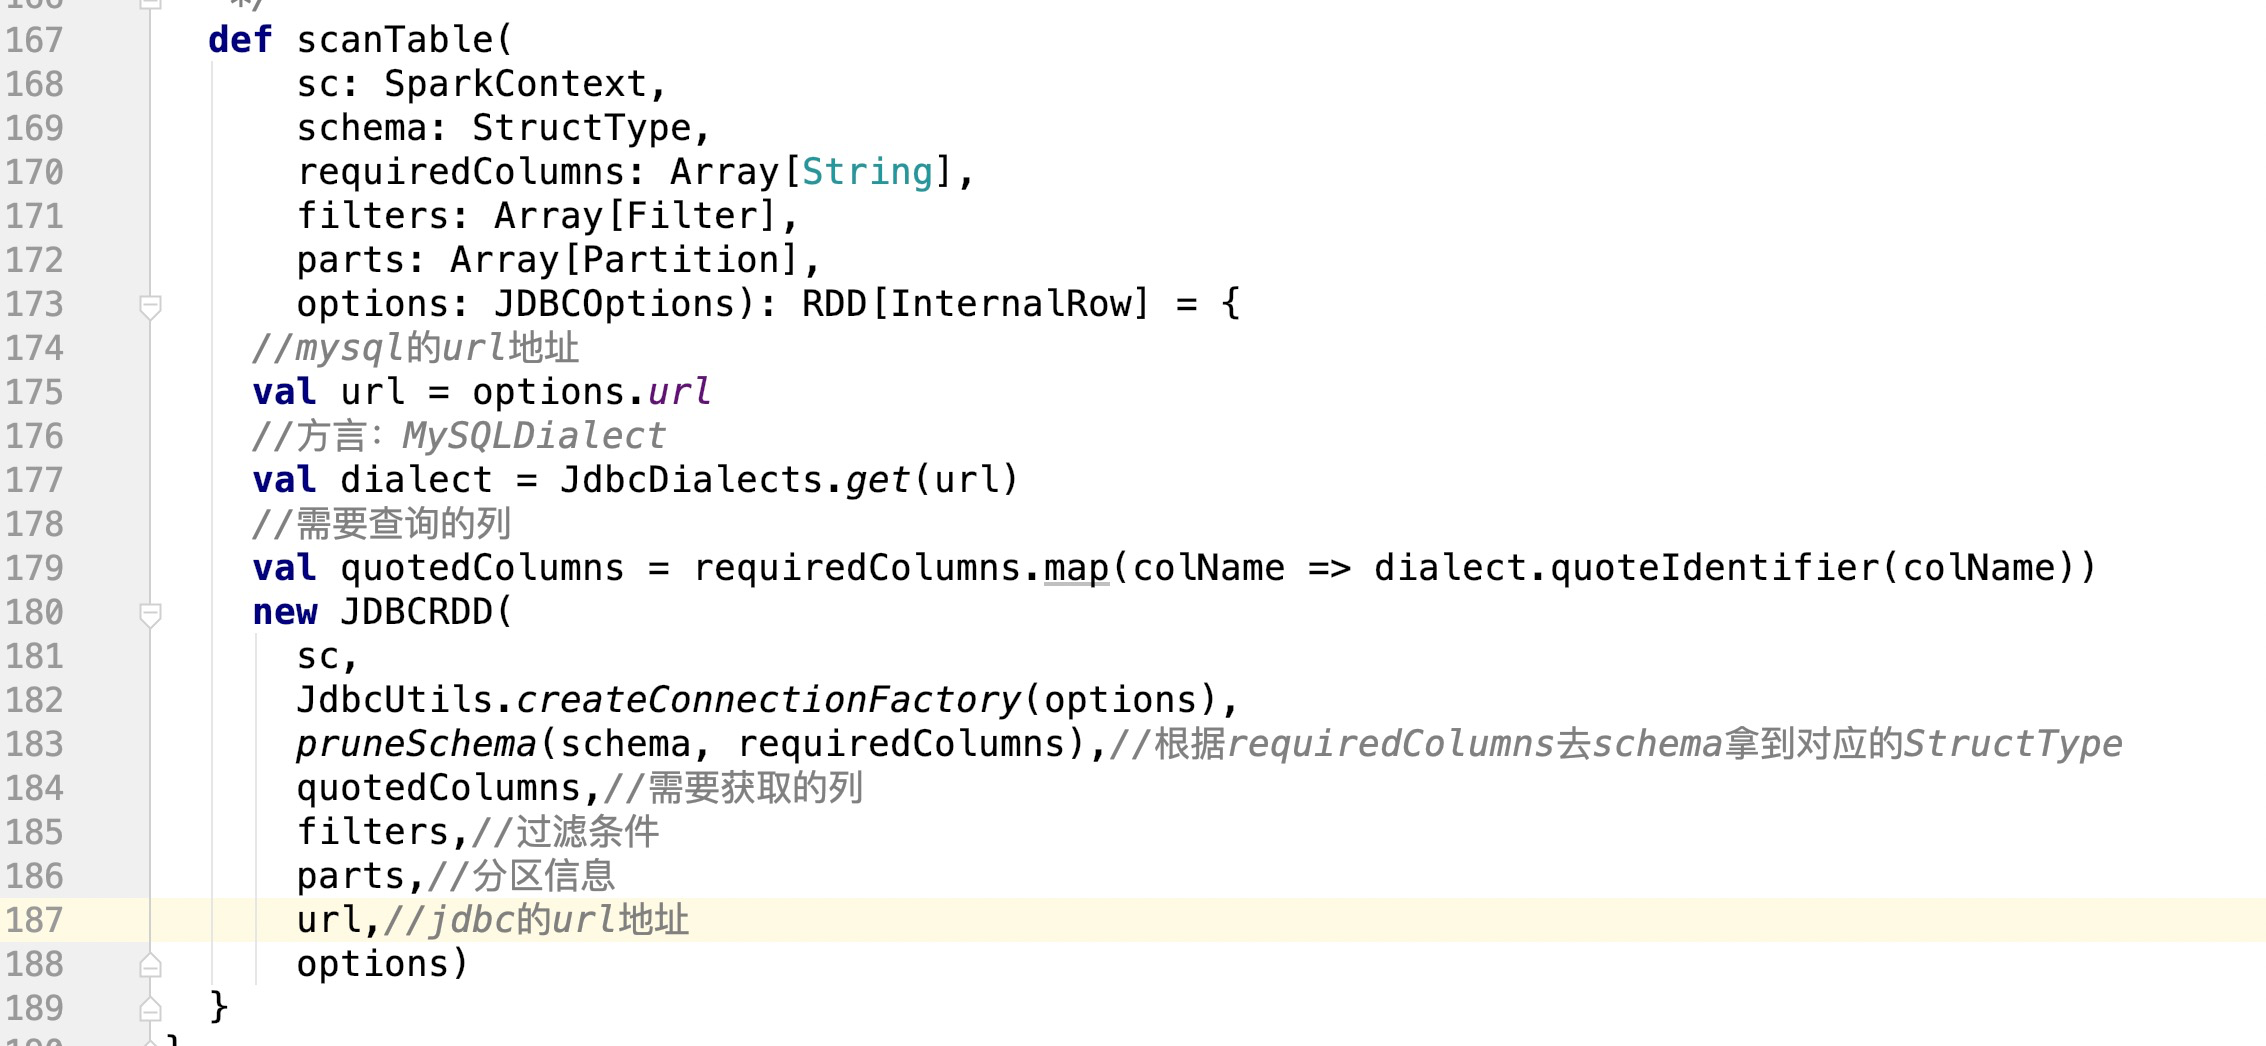 166 */
167 def scanTable(
168 sc: SparkContext,
169 schema: StructType,
170 requiredColumns: Array[String],
171 filters: Array[Filter],
172 parts: Array[Partition],
173 options: JDBCOptions): RDD[InternalRow] = {
174 //mysql的url地址
175 val url = options.url
176 //方言：MySQLDialect
177 val dialect = JdbcDialects.get(url)
178 //需要查询的列
179 val quotedColumns = requiredColumns.map(colName => dialect.quoteIdentifier(colName))
180 new JDBCRDD(
181 sc,
182 JdbcUtils.createConnectionFactory(options),
183 pruneSchema(schema, requiredColumns),//根据requiredColumns去schema拿到对应的StructType
184 quotedColumns,//需要获取的列
185 filters,//过滤条件
186 parts,//分区信息
187 url,//jdbc的url地址
188 options)
189 }
190 }